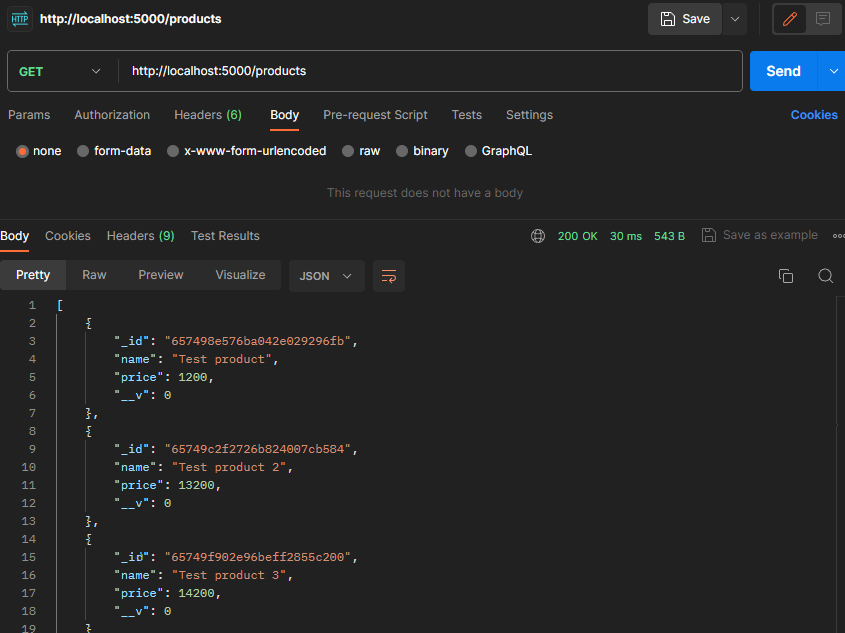 HTTP http://localhost:5000/products Save
GET http://localhost:5000/products Send
Params Authorization Headers (6) Body Pre-request Script Tests Settings Cookies
none form-data x-www-form-urlencoded raw binary GraphQL
This request does not have a body
Body Cookies Headers (9) Test Results 200 OK 30 ms 543 B Save as example
Pretty Raw Preview Visualize JSON
1 [
2 {
3 "_id": "657498e576ba042e029296fb",
4 "name": "Test product",
5 "price": 1200,
6 "__v": 0
7 },
8 {
9 "_id": "65749c2f2726b824007cb584",
10 "name": "Test product 2",
11 "price": 13200,
12 "__v": 0
13 },
14 {
15 "_id": "65749f902e96beff2855c200",
16 "name": "Test product 3",
17 "price": 14200,
18 "__v": 0
19 }